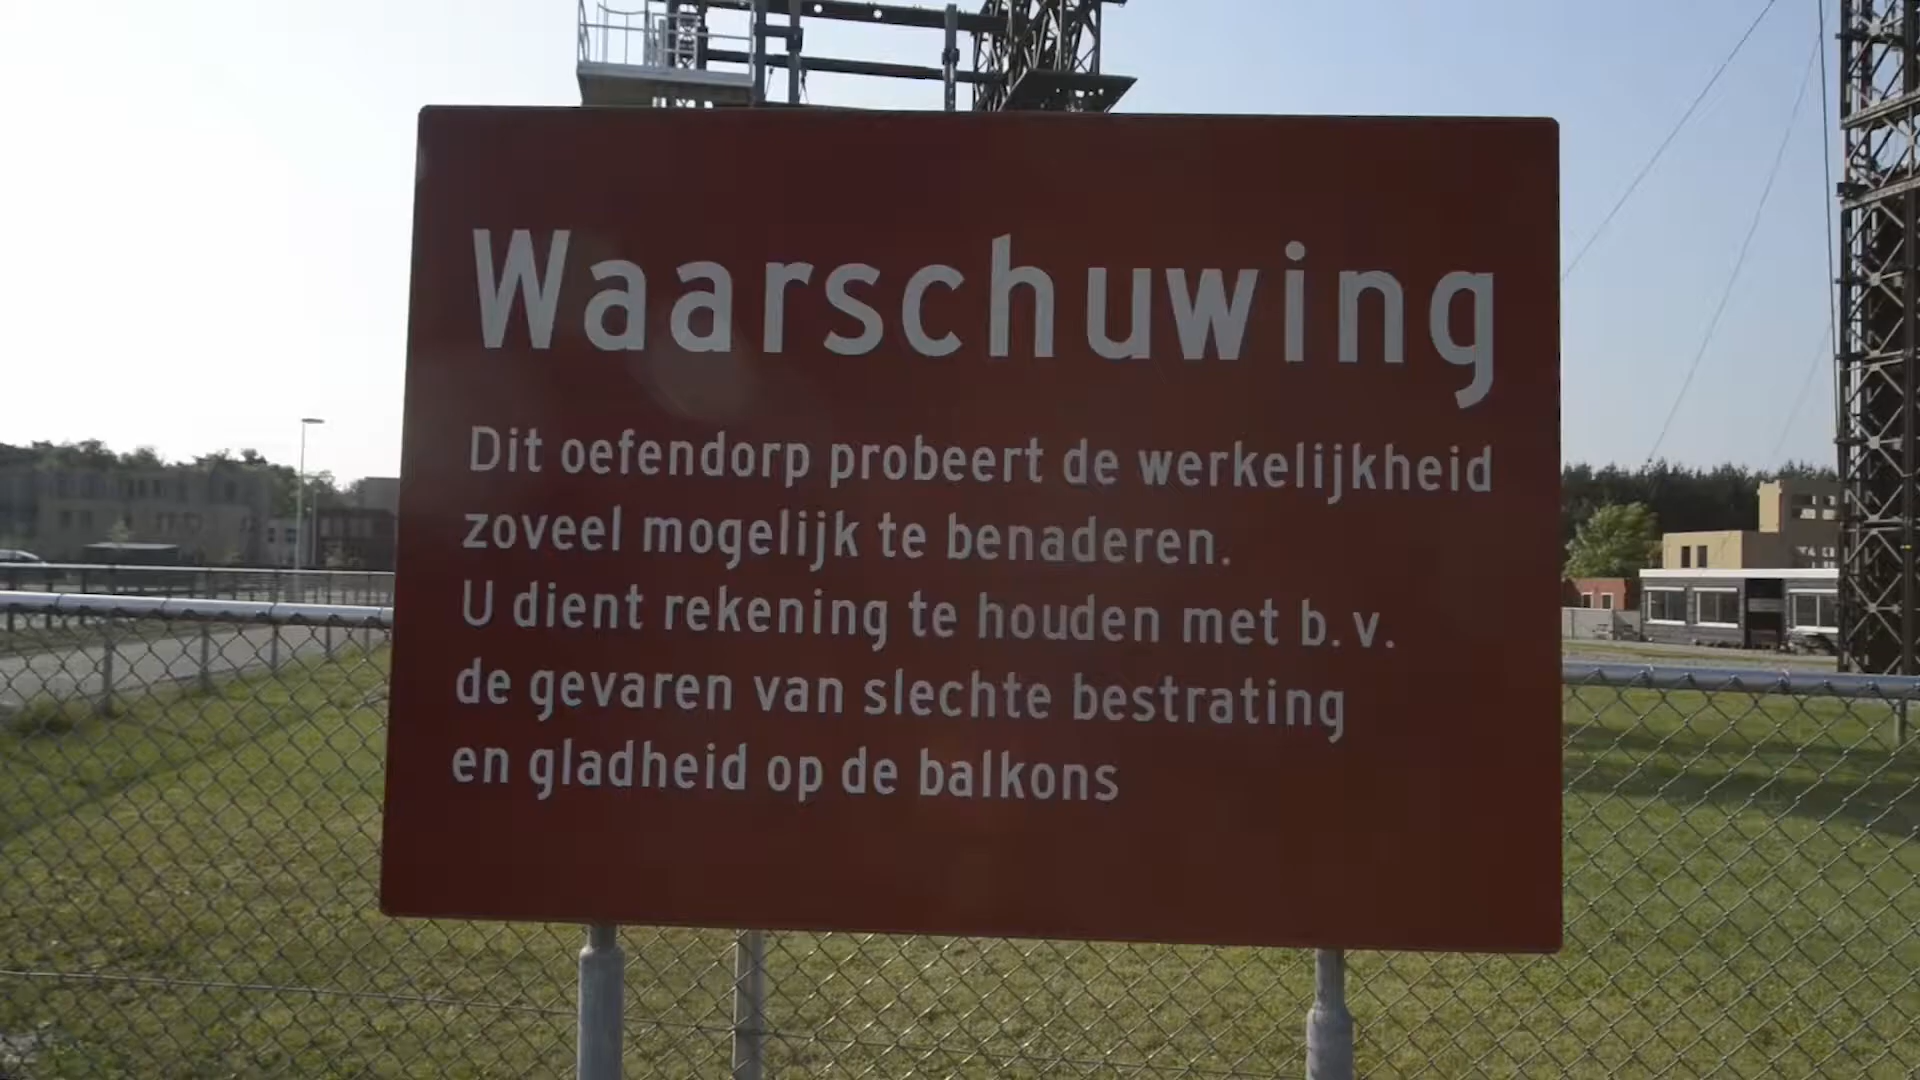 Waarschuwing
Dit oefendorp probeert de werkelijkheid
zoveel mogelijk te benaderen.
U dient rekening te houden met b.v.
de gevaren van slechte bestrating
en gladheid op de balkons